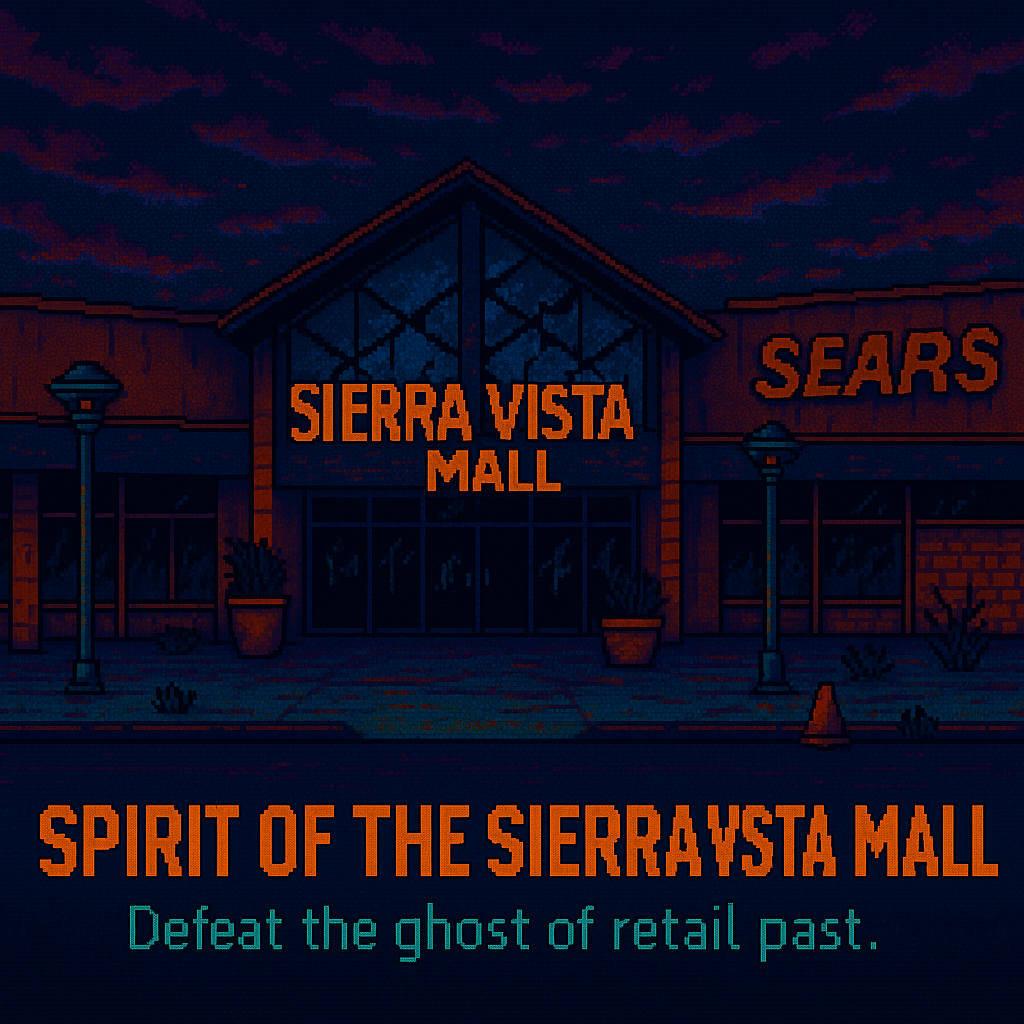 SEARS
SIERRA VISTA
MALL
SPIRIT OF THE SIERRAVSTA MALL
Defeat the ghost of retail past.